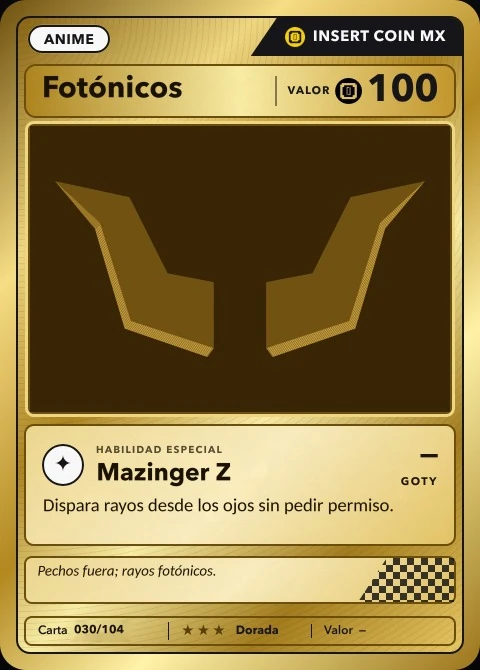 ANIME
INSERT COIN MX
Fotónicos
VALOR 100
HABILIDAD ESPECIAL
Mazinger Z
–
GOTY
Dispara rayos desde los ojos sin pedir permiso.
Pechos fuera; rayos fotónicos.
Carta 030/104 ★ ★ ★ Dorada Valor –